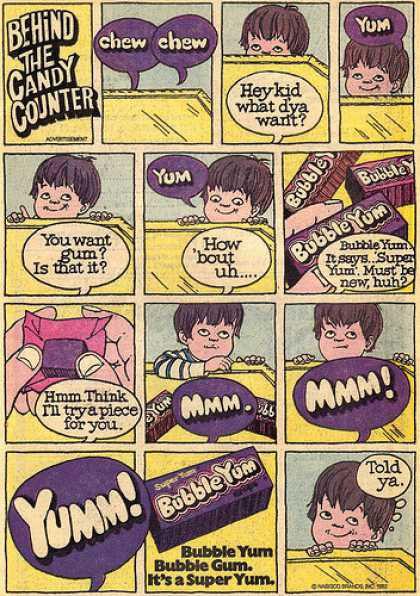 BEHIND
THE
CANDY
COUNTER
ADVERTISEMENT
chew chew
Hey kid
what d'ya
want?
YUM
You want
gum?
Is that it?
YUM
How
'bout
uh....
Bubble Y
Bubble Yum
Bubble Yum
It says..'Super
Yum'. Must be
new, huh?
Hmm. Think
I'll try a piece
for you.
Yum
MMM.
MMM!
YUMM!
Super Yum
Bubble Yum
Bubble Yum
Bubble Gum.
It's a Super Yum.
Told
ya.
© NABISCO BRANDS, INC. 1982